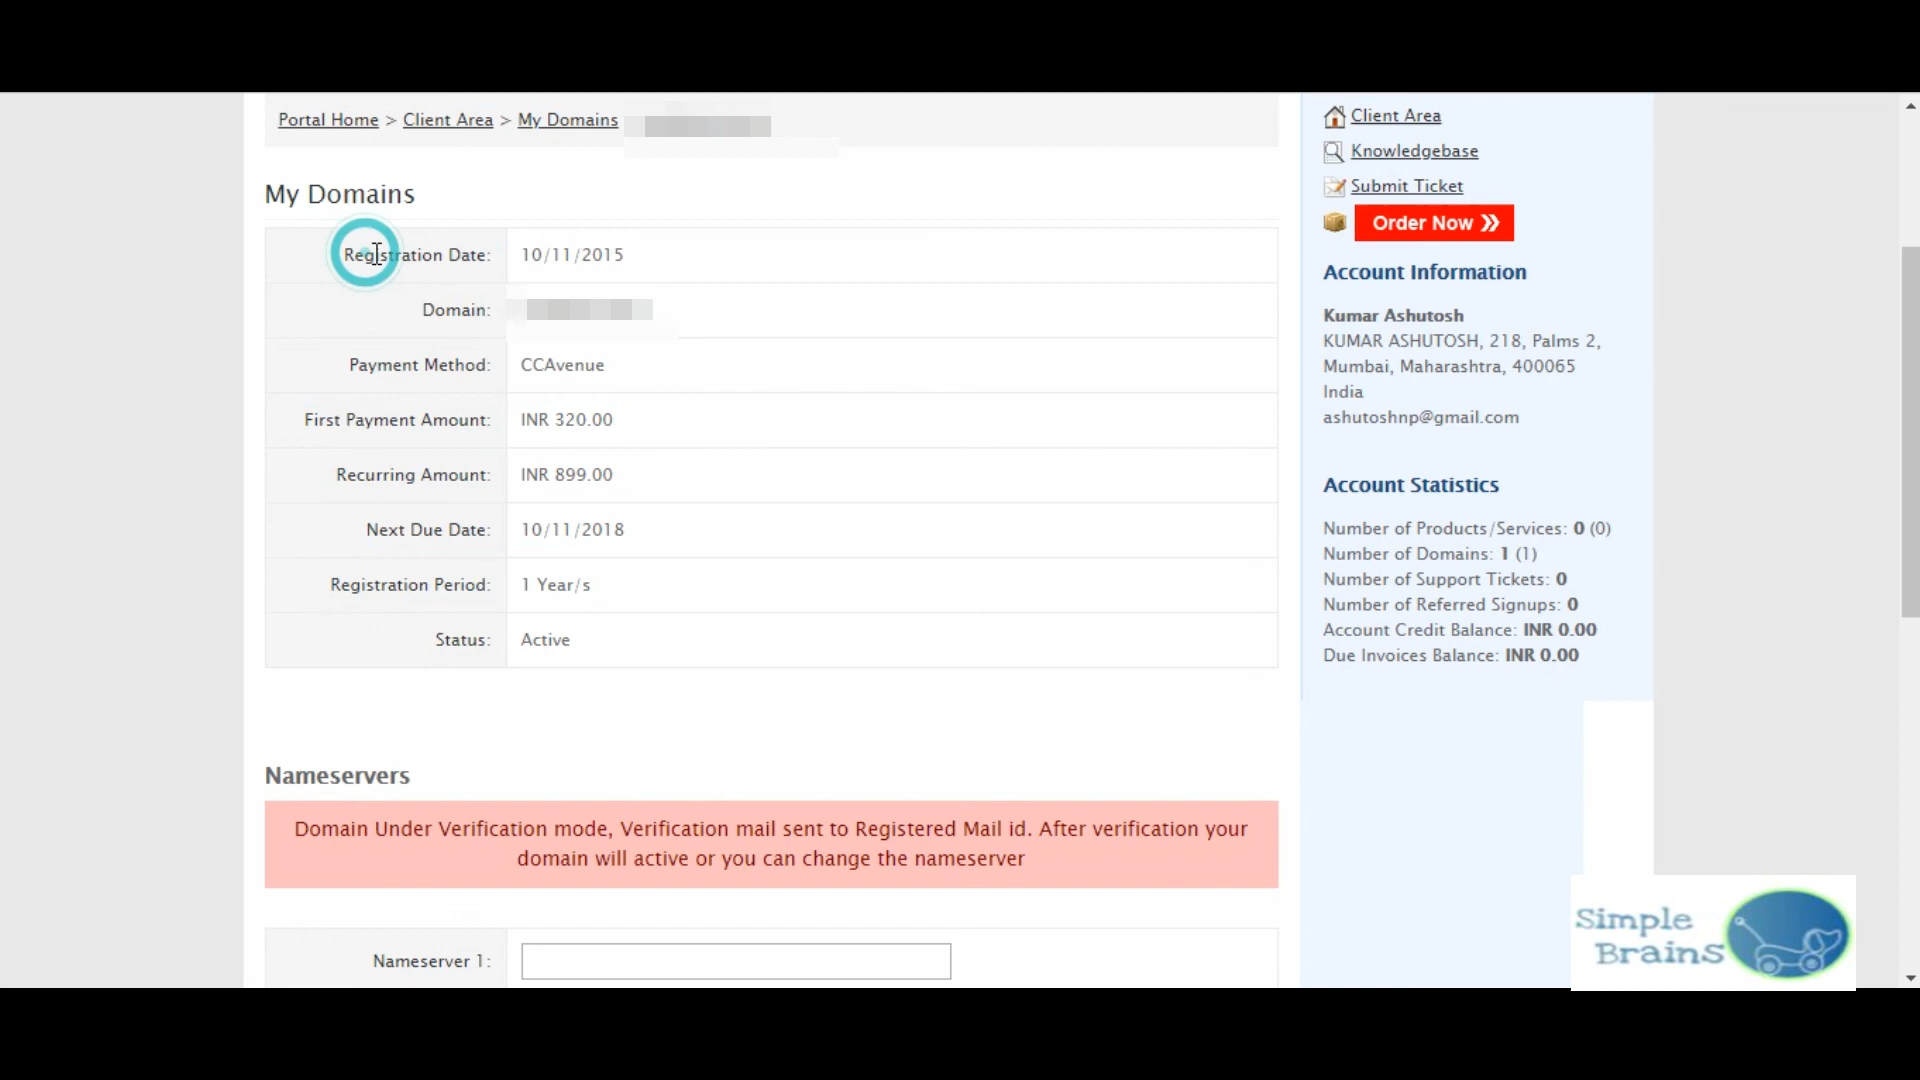 Portal Home > Client Area > My Domains
My Domains
Registration Date: 10/11/2015
Domain:
Payment Method: CCAvenue
First Payment Amount: INR 320.00
Recurring Amount: INR 899.00
Next Due Date: 10/11/2018
Registration Period: 1 Year/s
Status: Active
Nameservers
Domain Under Verification mode, Verification mail sent to Registered Mail id. After verification your
domain will active or you can change the nameserver
Nameserver 1:
Client Area
Knowledgebase
Submit Ticket
Order Now
Account Information
Kumar Ashutosh
KUMAR ASHUTOSH, 218, Palms 2,
Mumbai, Maharashtra, 400065
India
ashutoshnp@gmail.com
Account Statistics
Number of Products/Services: 0 (0)
Number of Domains: 1 (1)
Number of Support Tickets: 0
Number of Referred Signups: 0
Account Credit Balance: INR 0.00
Due Invoices Balance: INR 0.00
Simple
Brains